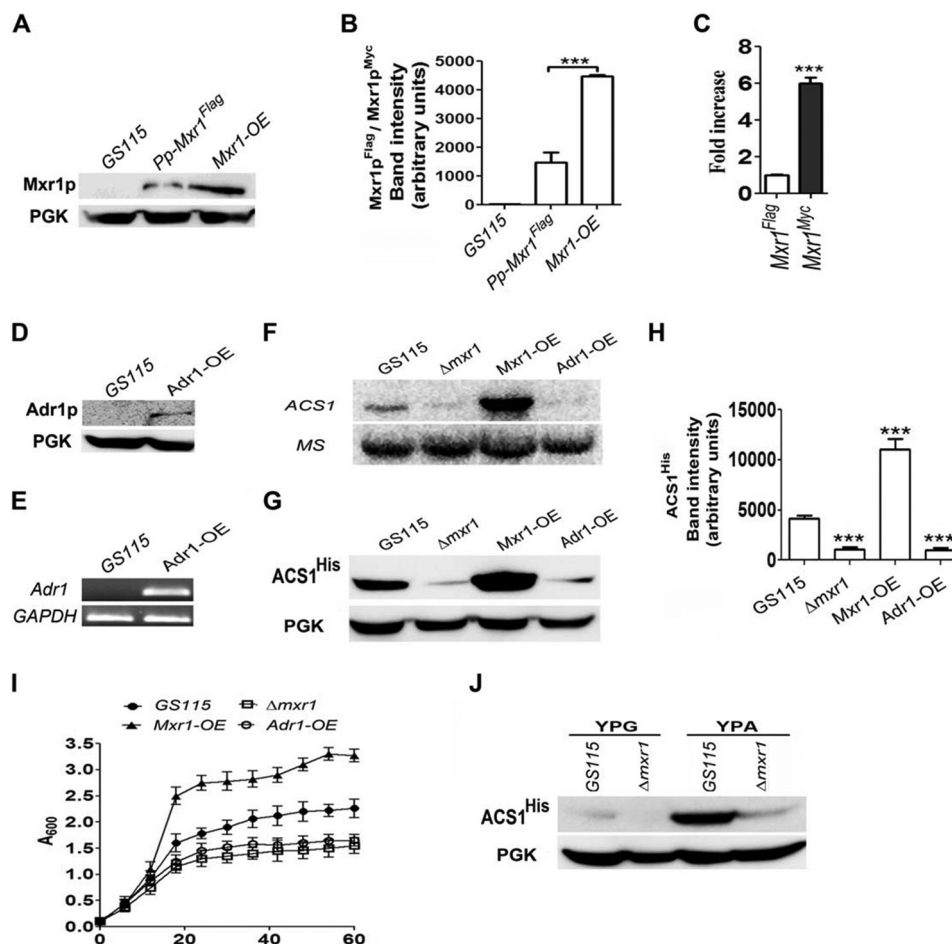 A
GS115
Pp-Mxr1Flag
Mxr1-OE
Mxr1p
PGK
B
Mxr1pFlag / Mxr1pMyc
Band intensity
(arbitrary units)
5000
4000
3000
2000
1000
0
***
GS115
Pp-Mxr1Flag
Mxr1-OE
C
Fold increase
8
6
4
2
0
***
Mxr1Flag
Mxr1Myc
D
GS115
Adr1-OE
Adr1p
PGK
E
GS115
Adr1-OE
Adr1
GAPDH
F
GS115
Δmxr1
Mxr1-OE
Adr1-OE
ACS1
MS
G
GS115
Δmxr1
Mxr1-OE
Adr1-OE
ACS1His
PGK
H
ACS1His
Band intensity
(arbitrary units)
15000
10000
5000
0
***
***
***
GS115
Δmxr1
Mxr1-OE
Adr1-OE
I
GS115
Δmxr1
Mxr1-OE
Adr1-OE
A600
3.5
3.0
2.5
2.0
1.5
1.0
0.5
0.0
0 20 40 60
J
YPG YPA
GS115
Δmxr1
GS115
Δmxr1
ACS1His
PGK